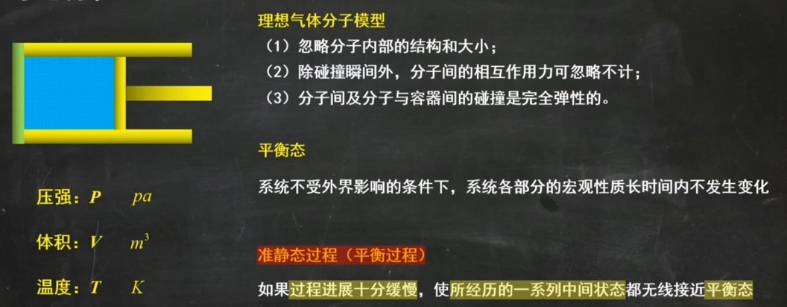 理想气体分子模型
（1）忽略分子内部的结构和大小；
（2）除碰撞瞬间外，分子间的相互作用力可忽略不计；
（3）分子间及分子与容器间的碰撞是完全弹性的。
平衡态
系统不受外界影响的条件下，系统各部分的宏观性质长时间内不发生变化
压强：P pa
体积：V m³
温度：T K
准静态过程（平衡过程）
如果过程进展十分缓慢，使所经历的一系列中间状态都无线接近平衡态